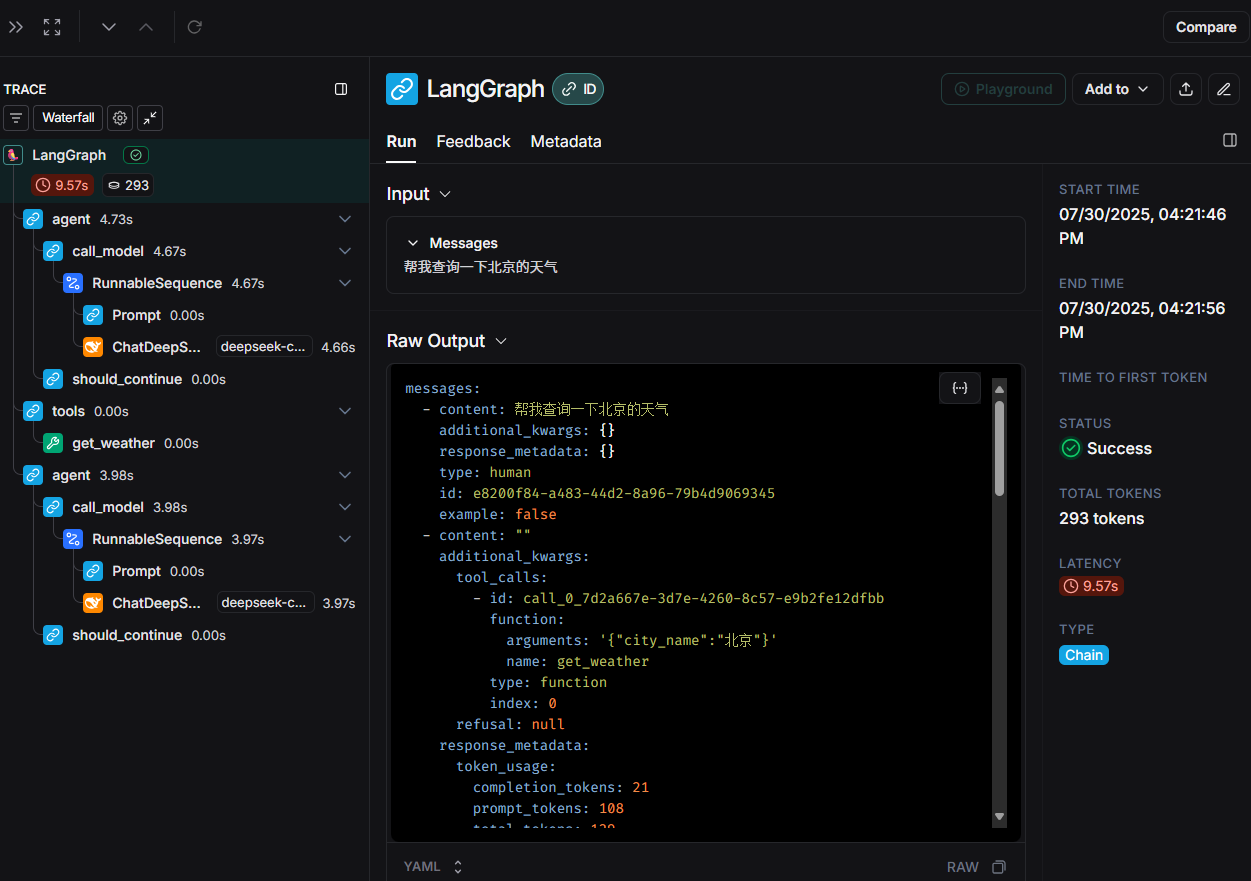 Compare
TRACE
Waterfall
LangGraph
9.57s 293
agent 4.73s
call_model 4.67s
RunnableSequence 4.67s
Prompt 0.00s
ChatDeepS... deepseek-c... 4.66s
should_continue 0.00s
tools 0.00s
get_weather 0.00s
agent 3.98s
call_model 3.98s
RunnableSequence 3.97s
Prompt 0.00s
ChatDeepS... deepseek-c... 3.97s
should_continue 0.00s
LangGraph ID
Playground Add to
Run Feedback Metadata
Input
Messages
帮我查询一下北京的天气
Raw Output
messages:
- content: 帮我查询一下北京的天气
additional_kwargs: {}
response_metadata: {}
type: human
id: e8200f84-a483-44d2-8a96-79b4d9069345
example: false
- content: ""
additional_kwargs:
tool_calls:
- id: call_0_7d2a667e-3d7e-4260-8c57-e9b2fe12dfbb
function:
arguments: '{"city_name":"北京"}'
name: get_weather
type: function
index: 0
refusal: null
response_metadata:
token_usage:
completion_tokens: 21
prompt_tokens: 108
total_tokens: 129
YAML RAW
START TIME
07/30/2025, 04:21:46
PM
END TIME
07/30/2025, 04:21:56
PM
TIME TO FIRST TOKEN
STATUS
Success
TOTAL TOKENS
293 tokens
LATENCY
9.57s
TYPE
Chain